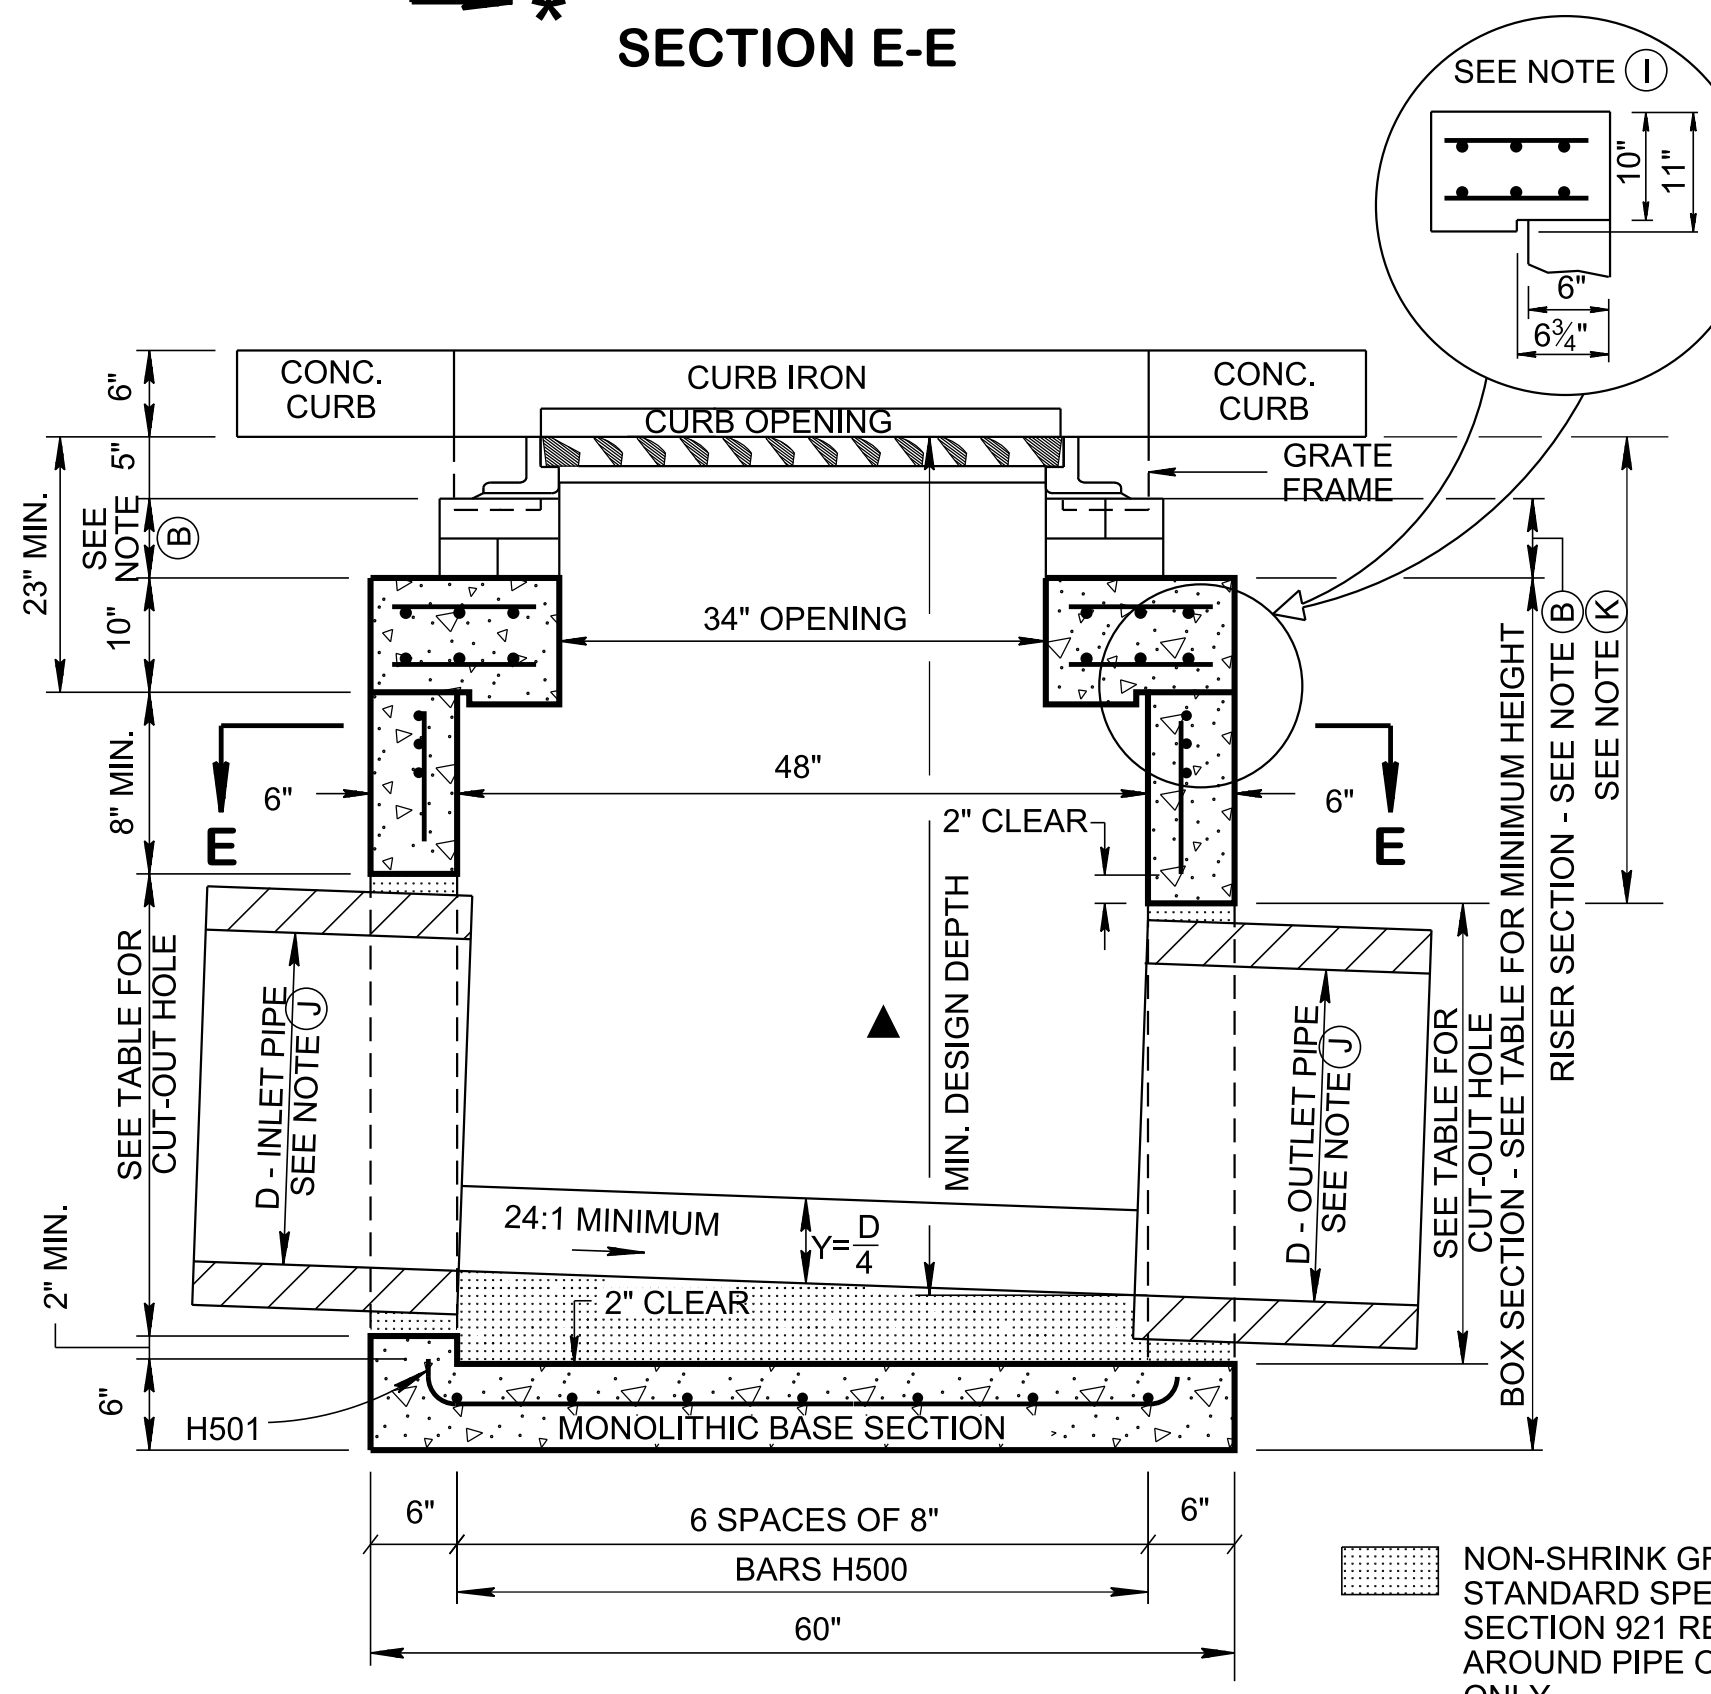 *
SECTION E-E
SEE NOTE I
10"
11"
6"
6¾"
6"
5"
23" MIN.
SEE
NOTE B
10"
8" MIN.
CONC.
CURB
CURB IRON
CURB OPENING
CONC.
CURB
GRATE
FRAME
34" OPENING
48"
6"
6"
E
E
2" CLEAR
MIN. DESIGN DEPTH
SEE TABLE FOR
CUT-OUT HOLE
D - INLET PIPE
SEE NOTE J
D - OUTLET PIPE
SEE NOTE J
SEE TABLE FOR
CUT-OUT HOLE
BOX SECTION - SEE TABLE FOR MINIMUM HEIGHT
RISER SECTION - SEE NOTE B
SEE NOTE K
24:1 MINIMUM
Y=D/4
2" CLEAR
2" MIN.
6"
H501
MONOLITHIC BASE SECTION
6"
6 SPACES OF 8"
6"
BARS H500
60"
STANDARD
SECTION 921
AROUND PIPE
ONLY
NON-SHRINK